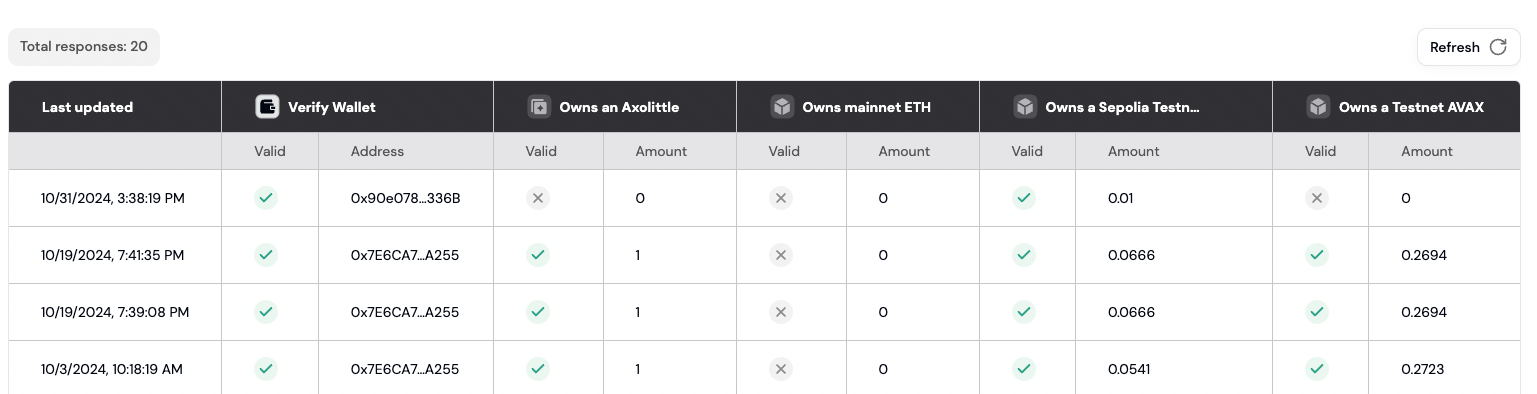 Total responses: 20
Refresh
Last updated Verify Wallet Owns an Axolittle Owns mainnet ETH Owns a Sepolia Testn... Owns a Testnet AVAX
Valid Address Valid Amount Valid Amount Valid Amount Valid Amount
10/31/2024, 3:38:19 PM 0x90e078...336B 0 0 0.01 0
10/19/2024, 7:41:35 PM 0x7E6CA7...A255 1 0 0.0666 0.2694
10/19/2024, 7:39:08 PM 0x7E6CA7...A255 1 0 0.0666 0.2694
10/3/2024, 10:18:19 AM 0x7E6CA7...A255 1 0 0.0541 0.2723